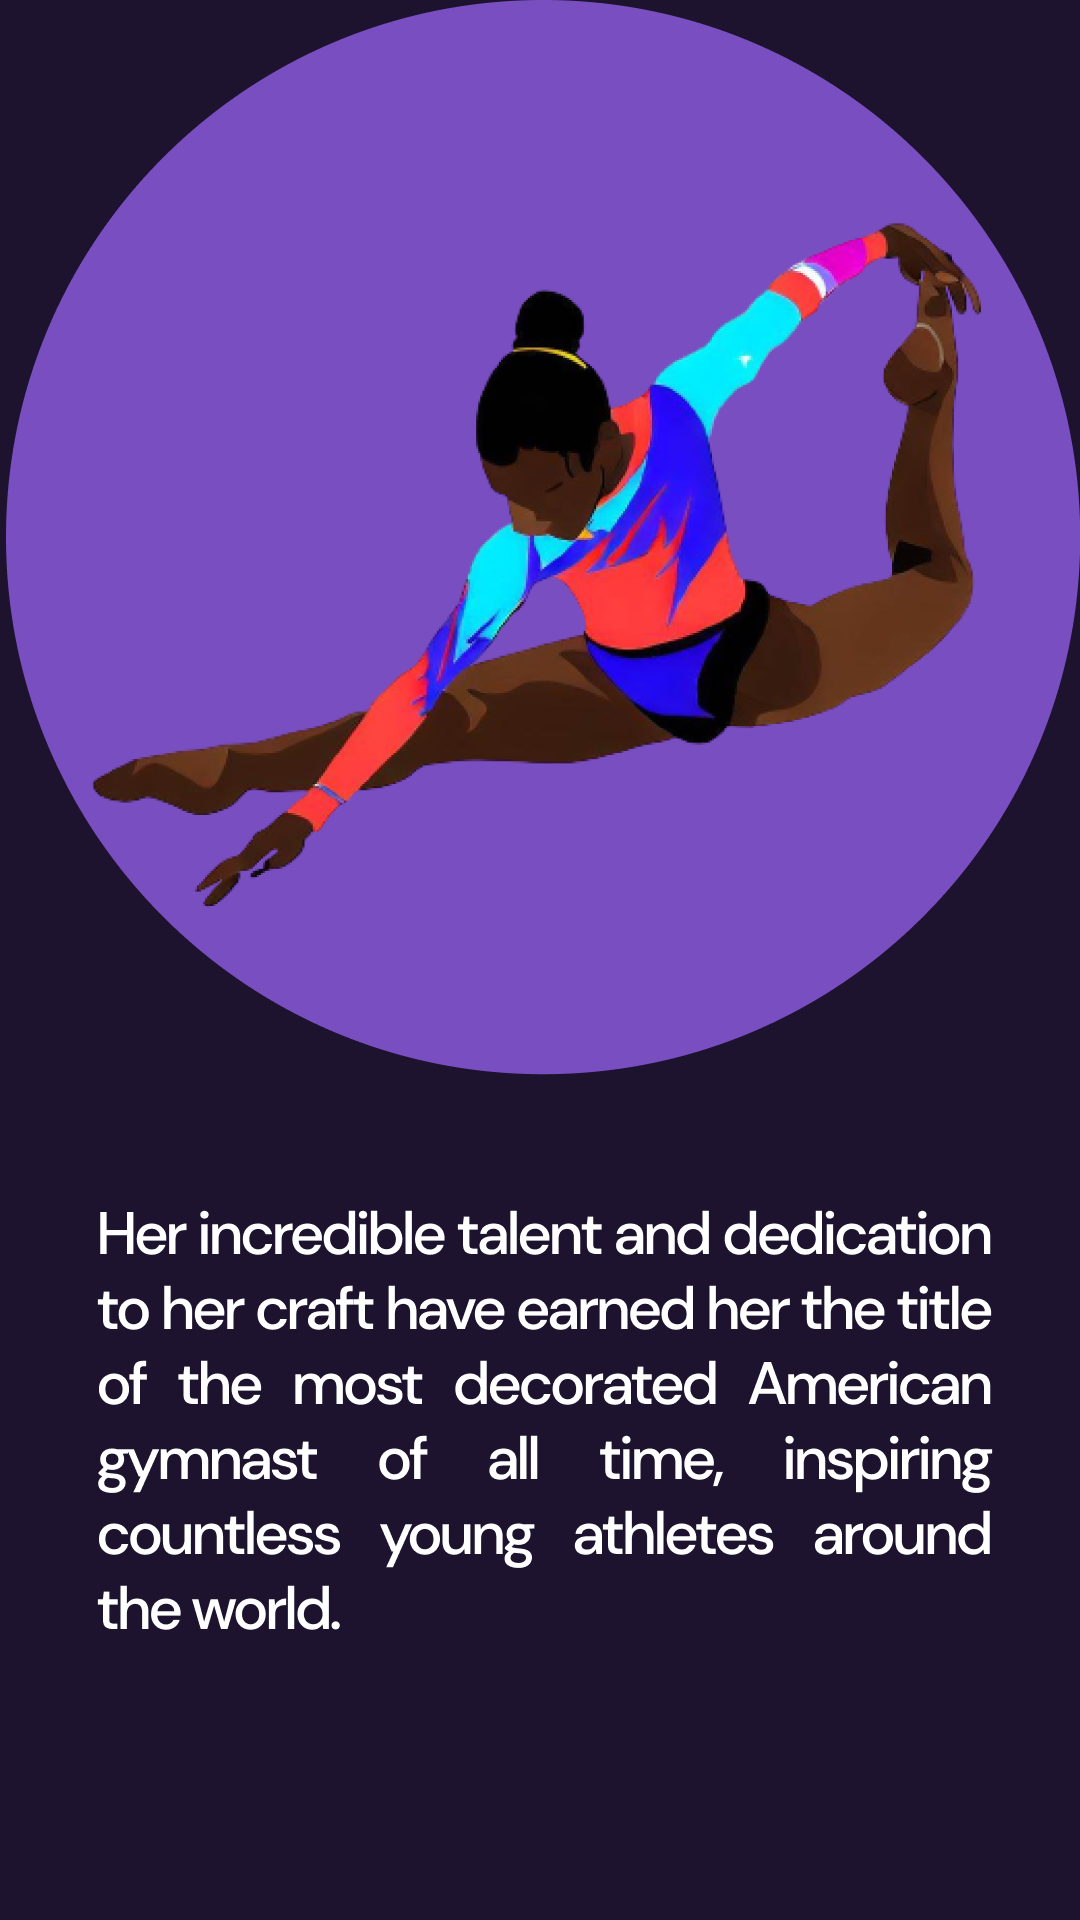 Her incredible talent and dedication
to her craft have earned her the title
of the most decorated American
gymnast of all time, inspiring
countless young athletes around
the world.